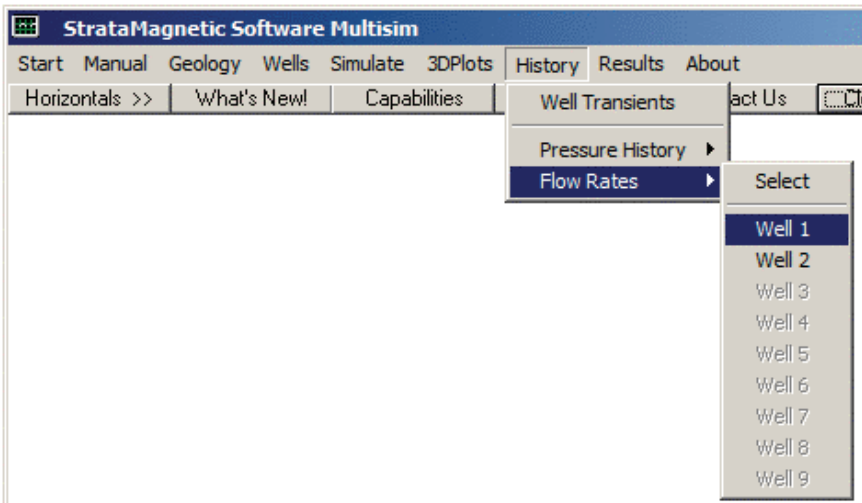 StrataMagnetic Software Multisim
Start Manual Geology Wells Simulate 3DPlots History Results About
Horizontals >> What's New! Capabilities act Us
Well Transients
Pressure History
Flow Rates
Select
Well 1
Well 2
Well 3
Well 4
Well 5
Well 6
Well 7
Well 8
Well 9